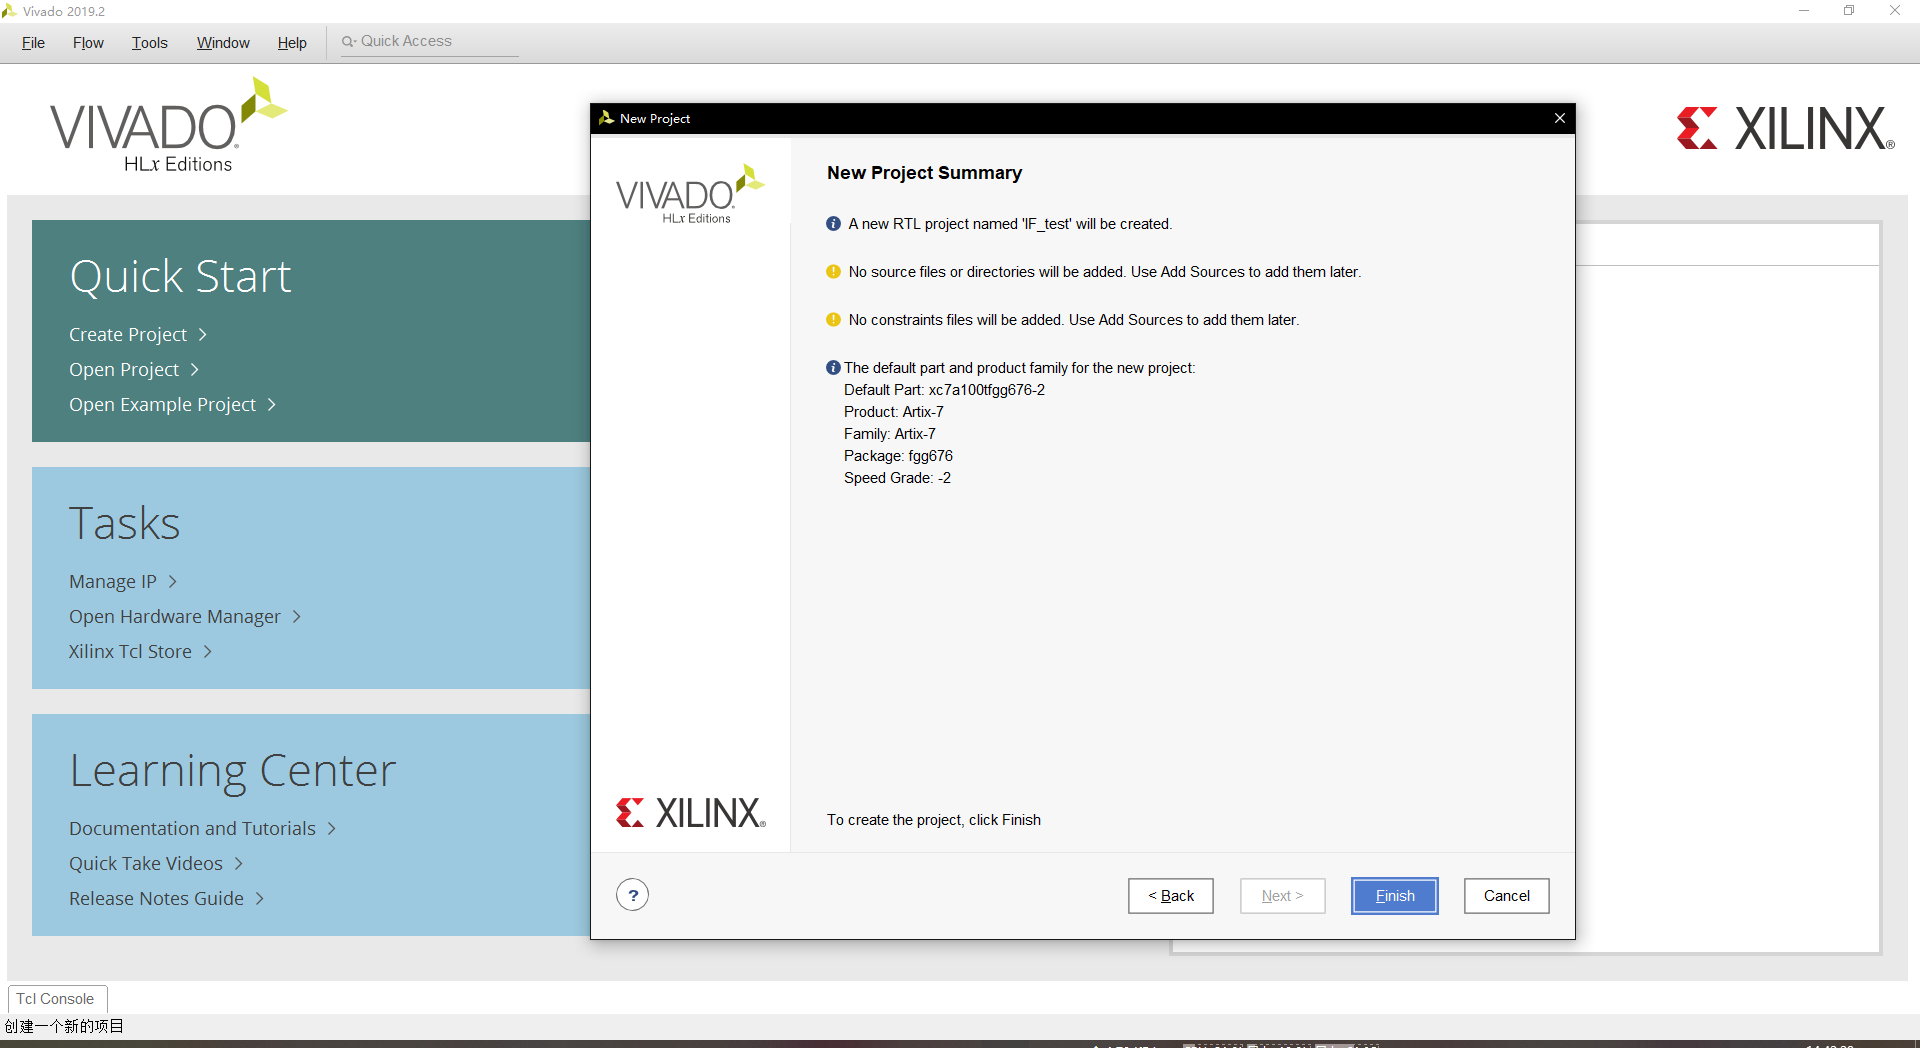 Vivado 2019.2
File Flow Tools Window Help Quick Access
VIVADO
HLx Editions
XILINX®
Quick Start
Create Project
Open Project
Open Example Project
Tasks
Manage IP
Open Hardware Manager
Xilinx Tcl Store
Learning Center
Documentation and Tutorials
Quick Take Videos
Release Notes Guide
New Project
VIVADO
HLx Editions
New Project Summary
A new RTL project named 'IF_test' will be created.
No source files or directories will be added. Use Add Sources to add them later.
No constraints files will be added. Use Add Sources to add them later.
The default part and product family for the new project:
Default Part: xc7a100tfgg676-2
Product: Artix-7
Family: Artix-7
Package: fgg676
Speed Grade: -2
XILINX®
To create the project, click Finish
?
< Back
Next >
Finish
Cancel
Tcl Console
创建一个新的项目